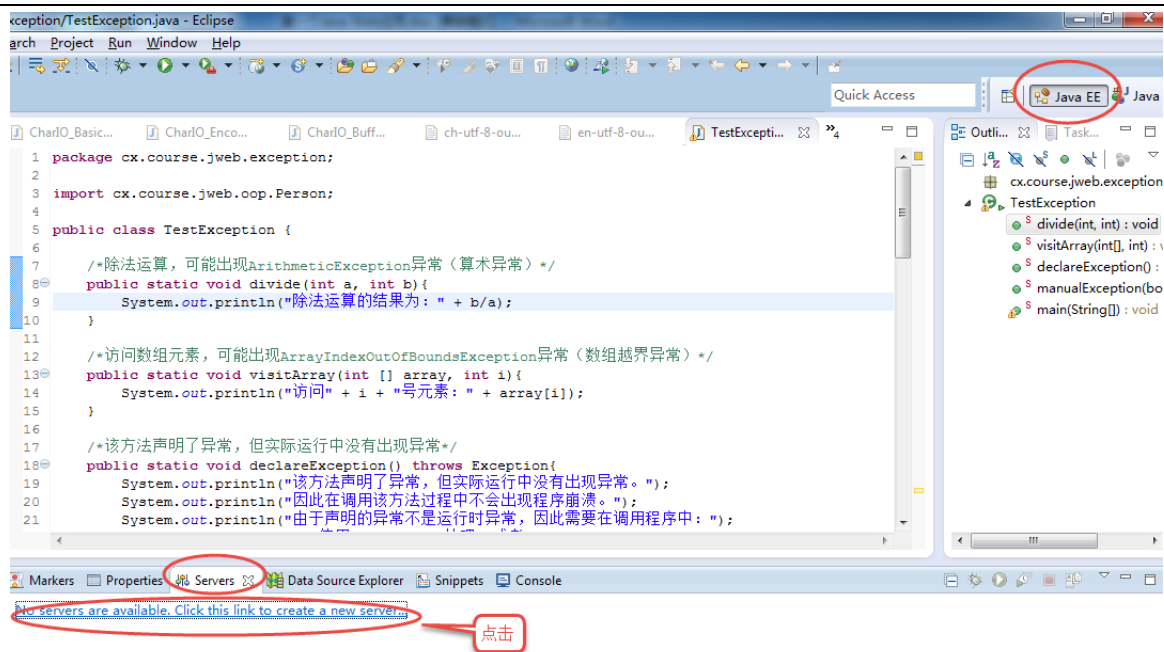 xception/TestException.java - Eclipse
arch Project Run Window Help
Quick Access
Java EE
Java
CharIO_Basic...
CharIO_Enco...
CharIO_Buff...
ch-utf-8-ou...
en-utf-8-ou...
TestExcepti...
4
Outli...
Task...
1 package cx.course.jweb.exception;
2
3 import cx.course.jweb.oop.Person;
4
5 public class TestException {
6
7 /*除法运算，可能出现ArithmeticException异常（算术异常）*/
8 public static void divide(int a, int b){
9 System.out.println("除法运算的结果为：" + b/a);
10 }
11
12 /*访问数组元素，可能出现ArrayIndexOutOfBoundsException异常（数组越界异常）*/
13 public static void visitArray(int [] array, int i){
14 System.out.println("访问" + i + "号元素：" + array[i]);
15 }
16
17 /*该方法声明了异常，但实际运行中没有出现异常*/
18 public static void declareException() throws Exception{
19 System.out.println("该方法声明了异常，但实际运行中没有出现异常。");
20 System.out.println("因此在调用该方法过程中不会出现程序崩溃。");
21 System.out.println("由于声明的异常不是运行时异常，因此需要在调用程序中：");
cx.course.jweb.exception
TestException
divide(int, int) : void
visitArray(int[], int) : v
declareException() :
manualException(bo
main(String[]) : void
Markers
Properties
Servers
Data Source Explorer
Snippets
Console
No servers are available. Click this link to create a new server...
点击